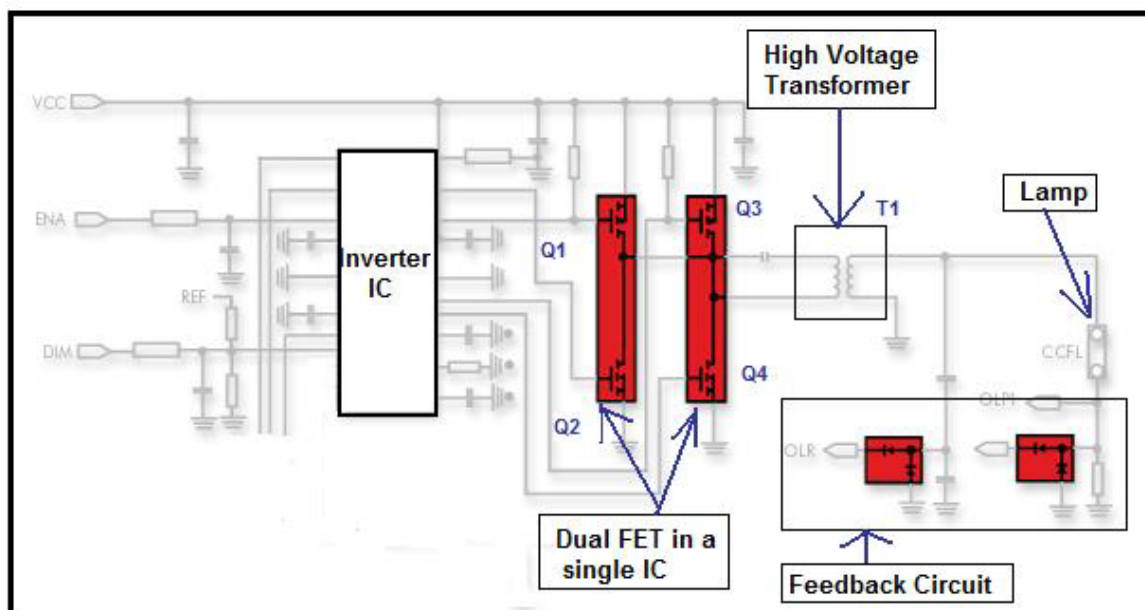 High Voltage
Transformer
VCC
Lamp
ENA
Q1
Q3
T1
Inverter
IC
REF
DIM
CCFL
Q4
OLPI
Q2
OLR
Dual FET in a
single IC
Feedback Circuit